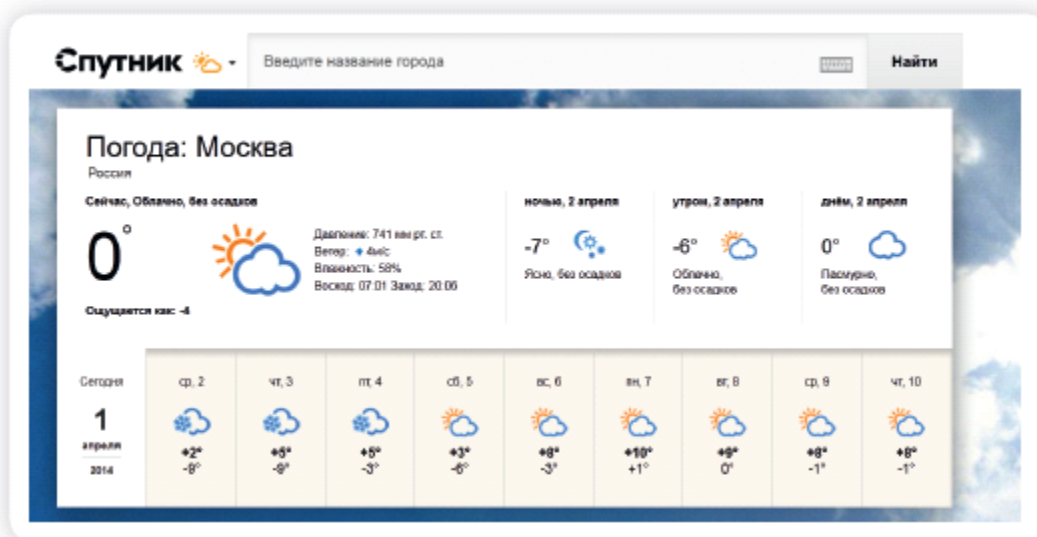 Спутник
Введите название города
Найти
Погода: Москва
Россия
Сейчас, Облачно, без осадков
0°
Давление: 741 мм рт. ст.
Ветер: 4м/с
Влажность: 58%
Восход: 07:01 Заход: 20:06
Ощущается как: -4
ночью, 2 апреля
-7°
Ясно, без осадков
утром, 2 апреля
-6°
Облачно,
без осадков
днём, 2 апреля
0°
Пасмурно,
без осадков
Сегодня
1
апреля
2014
ср, 2
+2°
-9°
чт, 3
+5°
-9°
пт, 4
+5°
-3°
сб, 5
+3°
-6°
вс, 6
+8°
-3°
пн, 7
+10°
+1°
вт, 8
+9°
0°
ср, 9
+8°
-1°
чт, 10
+8°
-1°